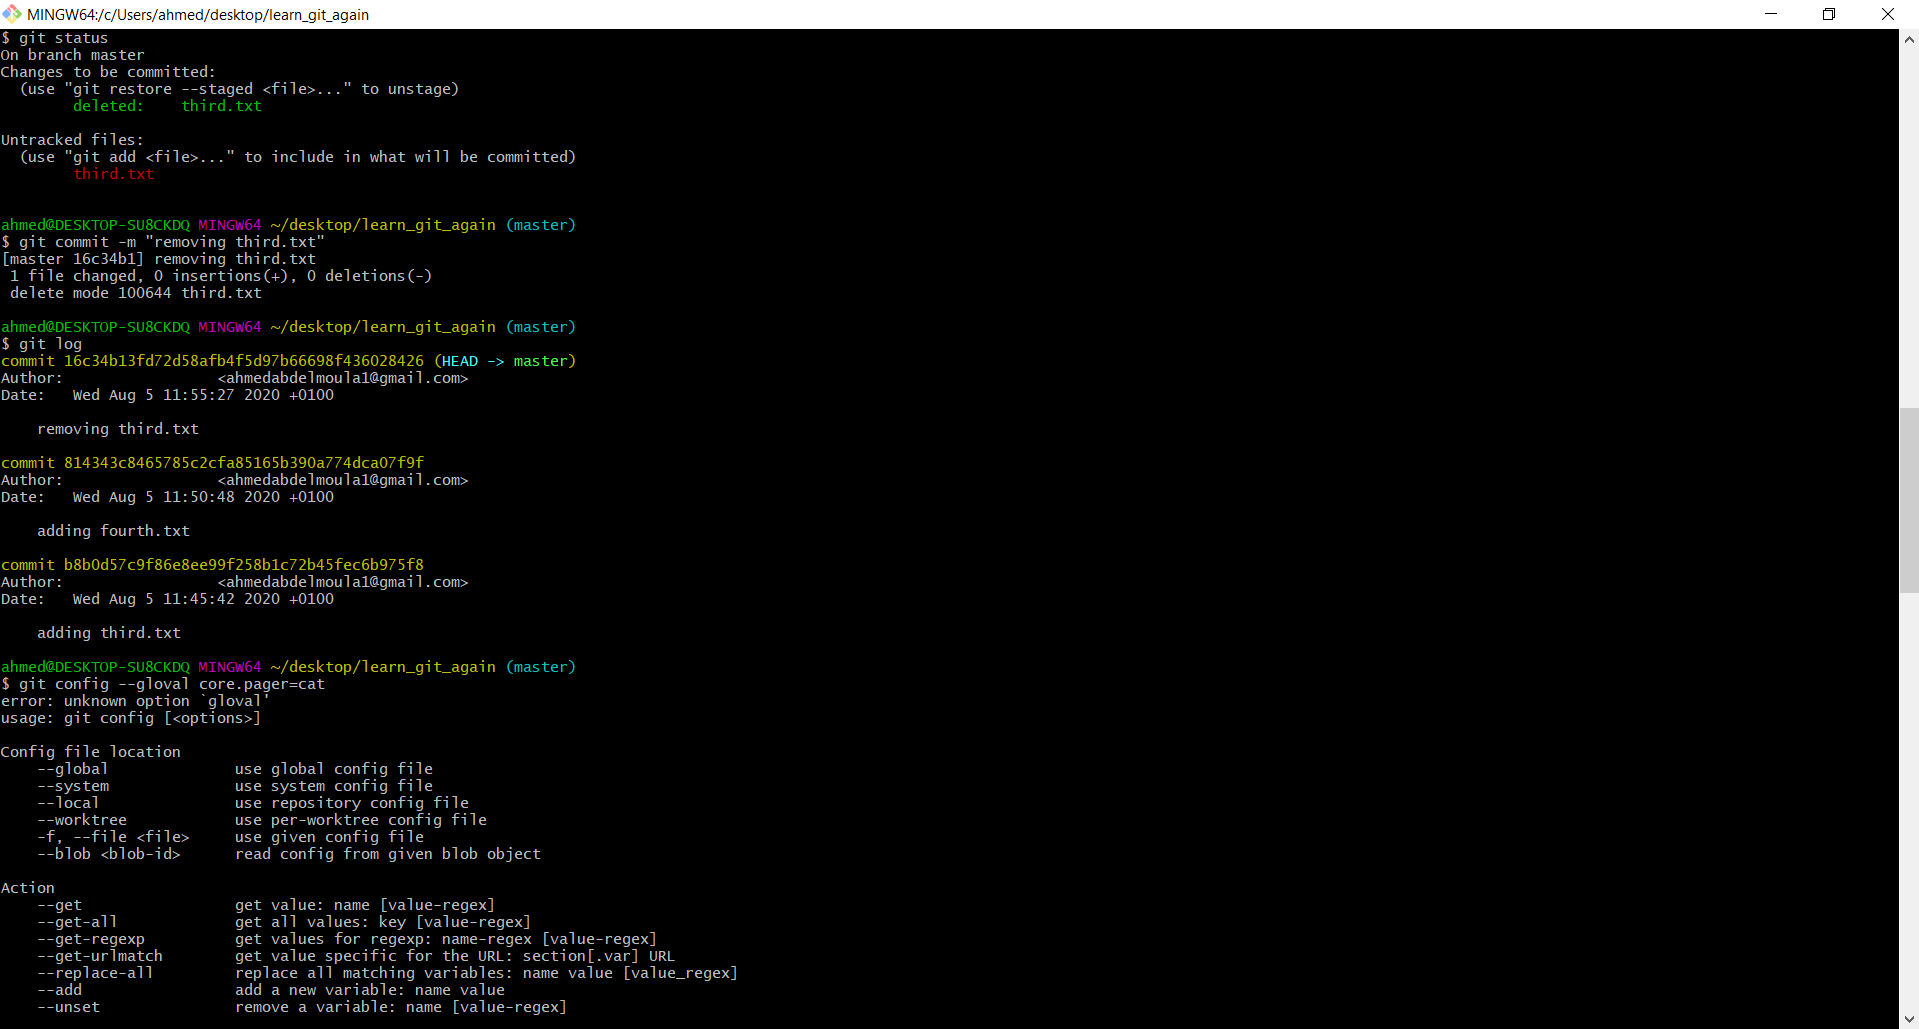 MINGW64:/c/Users/ahmed/desktop/learn_git_again
$ git status
On branch master
Changes to be committed:
  (use "git restore --staged <file>..." to unstage)
        deleted:    third.txt

Untracked files:
  (use "git add <file>..." to include in what will be committed)
        third.txt


ahmed@DESKTOP-SU8CKDQ MINGW64 ~/desktop/learn_git_again (master)
$ git commit -m "removing third.txt"
[master 16c34b1] removing third.txt
 1 file changed, 0 insertions(+), 0 deletions(-)
 delete mode 100644 third.txt

ahmed@DESKTOP-SU8CKDQ MINGW64 ~/desktop/learn_git_again (master)
$ git log
commit 16c34b13fd72d58afb4f5d97b66698f436028426 (HEAD -> master)
Author:                 <ahmedabdelmoula1@gmail.com>
Date:   Wed Aug 5 11:55:27 2020 +0100

    removing third.txt

commit 814343c8465785c2cfa85165b390a774dca07f9f
Author:                 <ahmedabdelmoula1@gmail.com>
Date:   Wed Aug 5 11:50:48 2020 +0100

    adding fourth.txt

commit b8b0d57c9f86e8ee99f258b1c72b45fec6b975f8
Author:                 <ahmedabdelmoula1@gmail.com>
Date:   Wed Aug 5 11:45:42 2020 +0100

    adding third.txt

ahmed@DESKTOP-SU8CKDQ MINGW64 ~/desktop/learn_git_again (master)
$ git config --gloval core.pager=cat
error: unknown option `gloval'
usage: git config [<options>]

Config file location
    --global              use global config file
    --system              use system config file
    --local               use repository config file
    --worktree            use per-worktree config file
    -f, --file <file>     use given config file
    --blob <blob-id>      read config from given blob object

Action
    --get                 get value: name [value-regex]
    --get-all             get all values: key [value-regex]
    --get-regexp          get values for regexp: name-regex [value-regex]
    --get-urlmatch        get value specific for the URL: section[.var] URL
    --replace-all         replace all matching variables: name value [value_regex]
    --add                 add a new variable: name value
    --unset               remove a variable: name [value-regex]